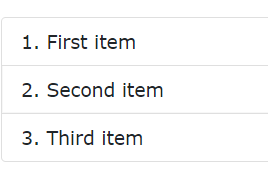 1. First item
2. Second item
3. Third item